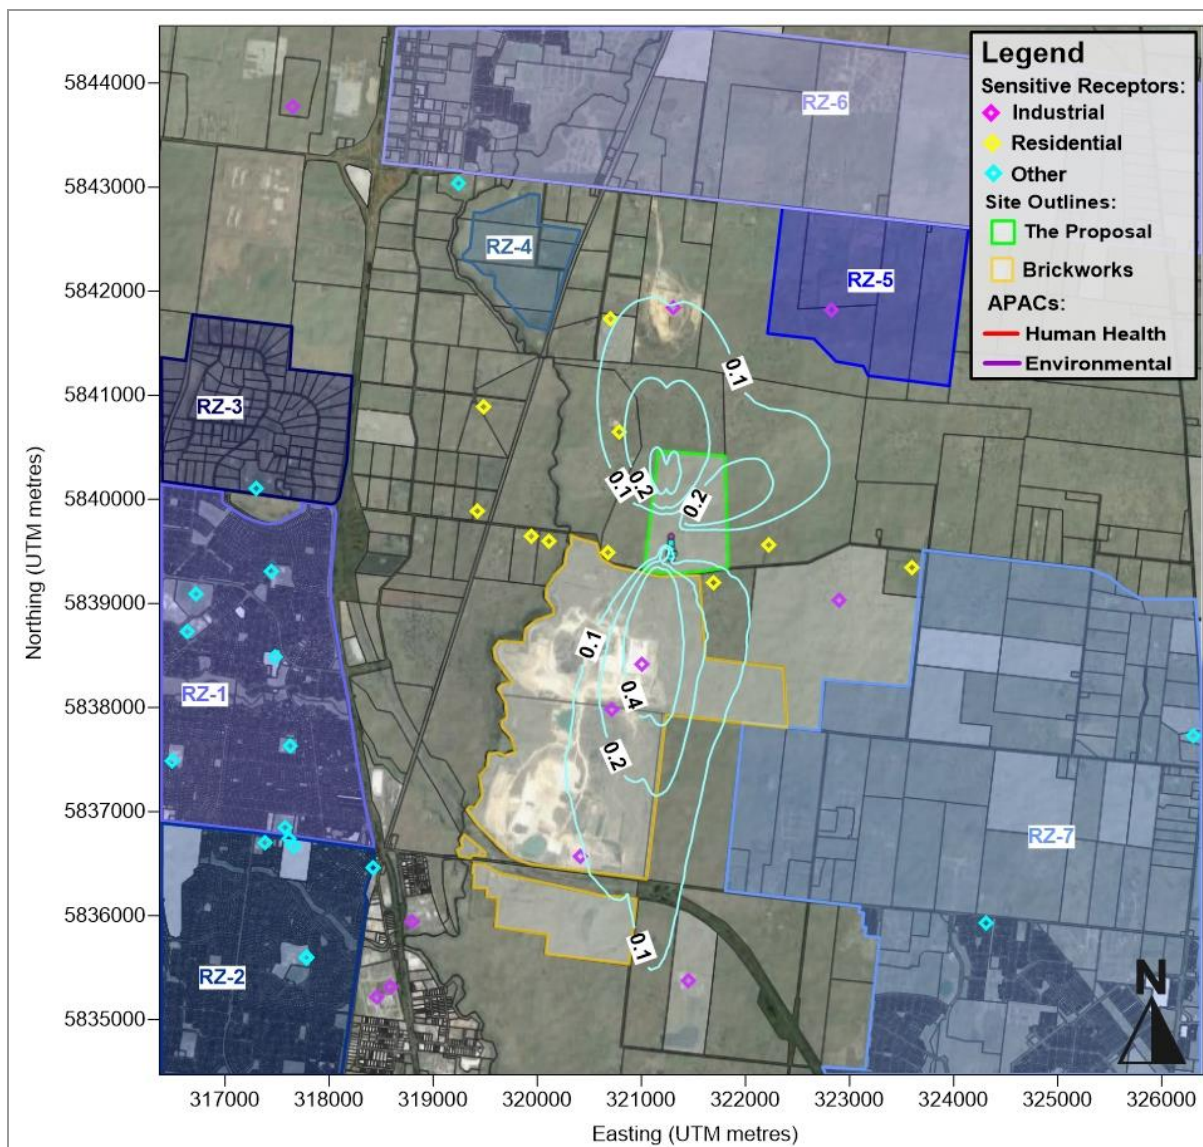 Legend
Sensitive Receptors:
Industrial
Residential
Other
Site Outlines:
The Proposal
Brickworks
APACs:
Human Health
Environmental
5844000
5843000
5842000
5841000
5840000
5839000
5838000
5837000
5836000
5835000
Northing (UTM metres)
RZ-6
RZ-4
RZ-5
RZ-3
RZ-1
RZ-7
RZ-2
0.1
0.1
0.2
0.2
0.1
0.4
0.2
0.1
N
317000 318000 319000 320000 321000 322000 323000 324000 325000 326000
Easting (UTM metres)